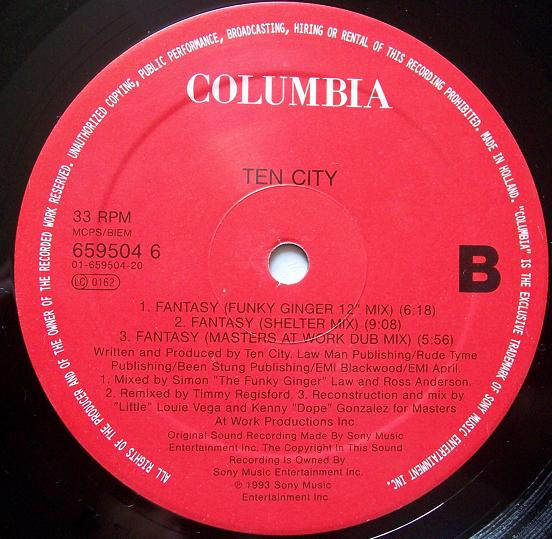 ALL RIGHTS OF THE PRODUCER AND OF THE OWNER OF THE RECORDED WORK RESERVED. UNAUTHORIZED COPYING, PUBLIC PERFORMANCE, BROADCASTING, HIRING OR RENTAL OF THIS RECORDING PROHIBITED. MADE IN HOLLAND. "COLUMBIA" IS THE EXCLUSIVE TRADEMARK OF SONY MUSIC ENTERTAINMENT INC.
COLUMBIA
TEN CITY
33 RPM
MCPS/BIEM
659504 6
01-659504-20
LC 0162
B
1. FANTASY (FUNKY GINGER 12" MIX) (6:18)
2. FANTASY (SHELTER MIX) (9:08)
3. FANTASY (MASTERS AT WORK DUB MIX) (5:56)
Written and Produced by Ten City. Law Man Publishing/Rude Tyme
Publishing/Been Stung Publishing/EMI Blackwood/EMI April.
1. Mixed by Simon "The Funky Ginger" Law and Ross Anderson.
2. Remixed by Timmy Regisford. 3. Reconstruction and mix by
"Little" Louie Vega and Kenny "Dope" Gonzalez for Masters
At Work Productions Inc.
Original Sound Recording Made By Sony Music
Entertainment Inc. The Copyright In This Sound
Recording is Owned By
Sony Music Entertainment Inc.
℗ 1993 Sony Music
Entertainment Inc.